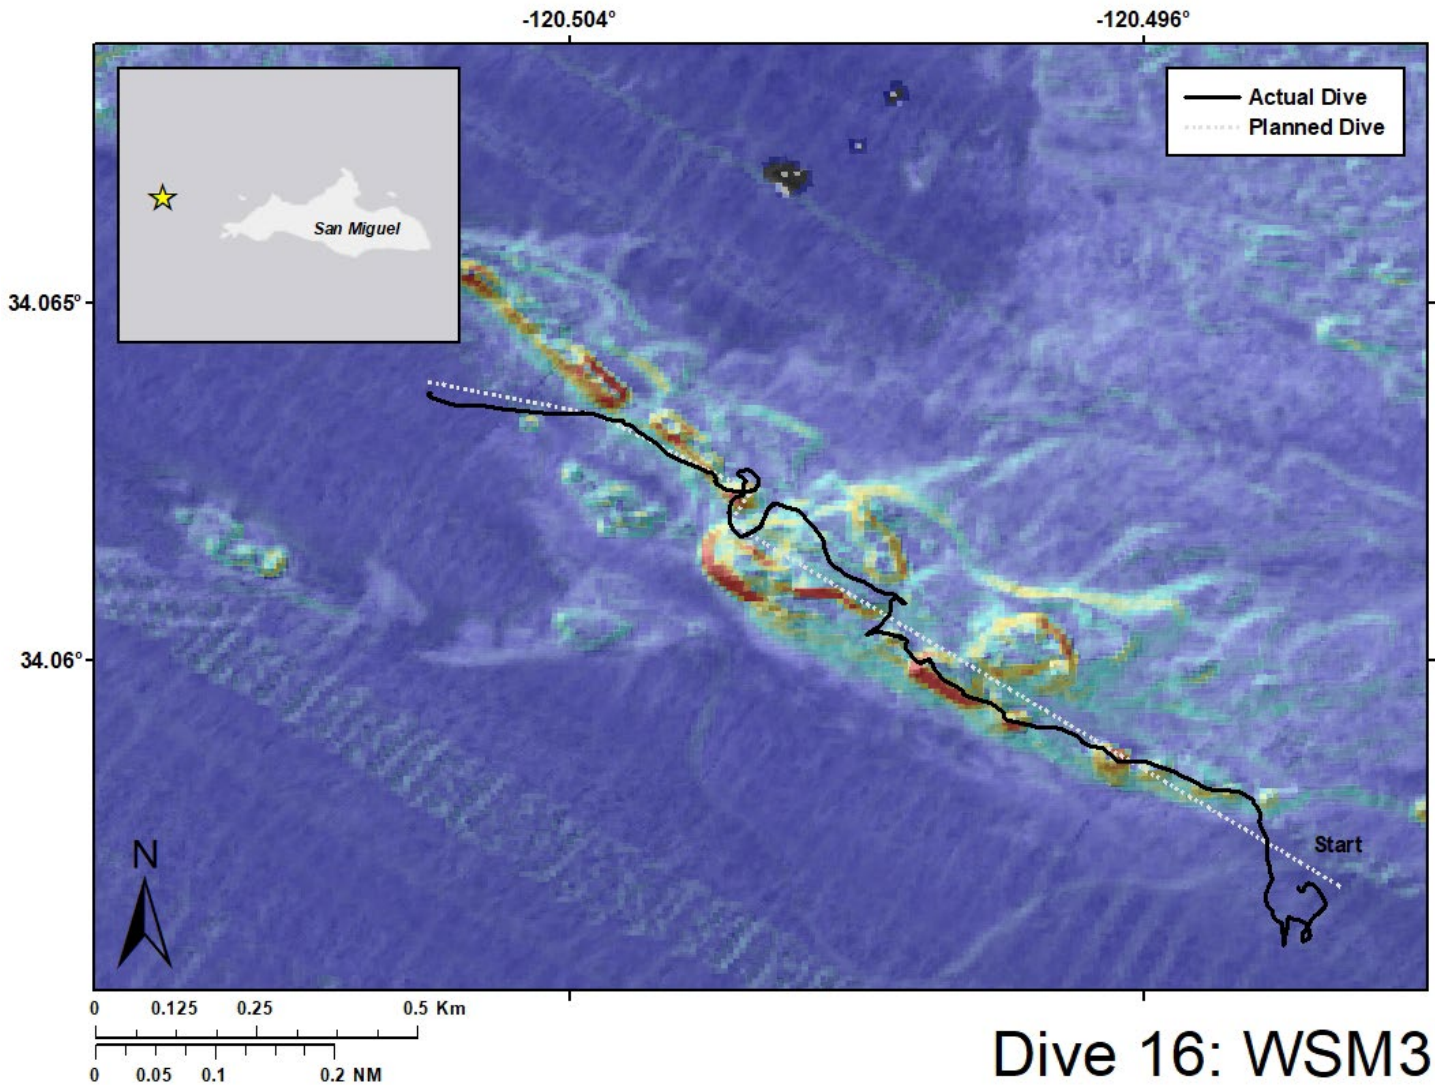 -120.504° -120.496°
Actual Dive
Planned Dive
San Miguel
34.065°
34.06°
Start
N
0 0.125 0.25 0.5 Km
0 0.05 0.1 0.2 NM
Dive 16: WSM3